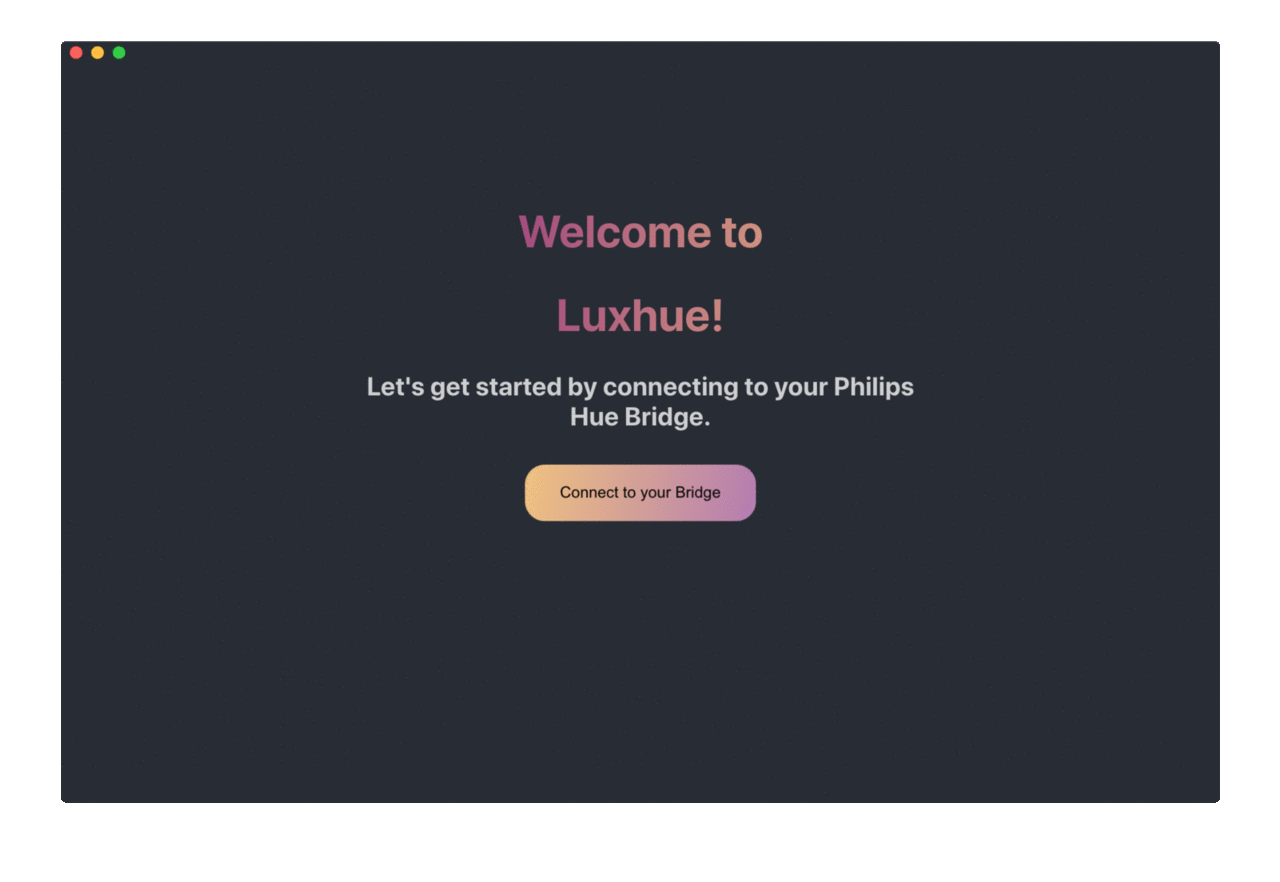 Welcome to
Luxhue!
Let's get started by connecting to your Philips
Hue Bridge.
Connect to your Bridge